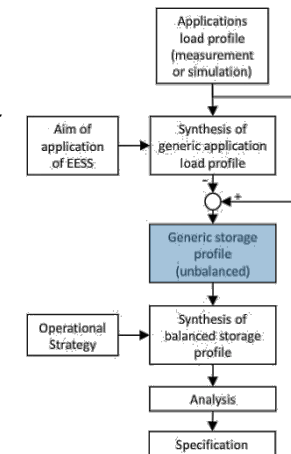 Applications
load profile
(measurement
or simulation)
Aim of
application
of EESS
Synthesis of
generic application
load profile
-
+
Generic storage
profile
(unbalanced)
Operational
Strategy
Synthesis of
balanced storage
profile
Analysis
Specification